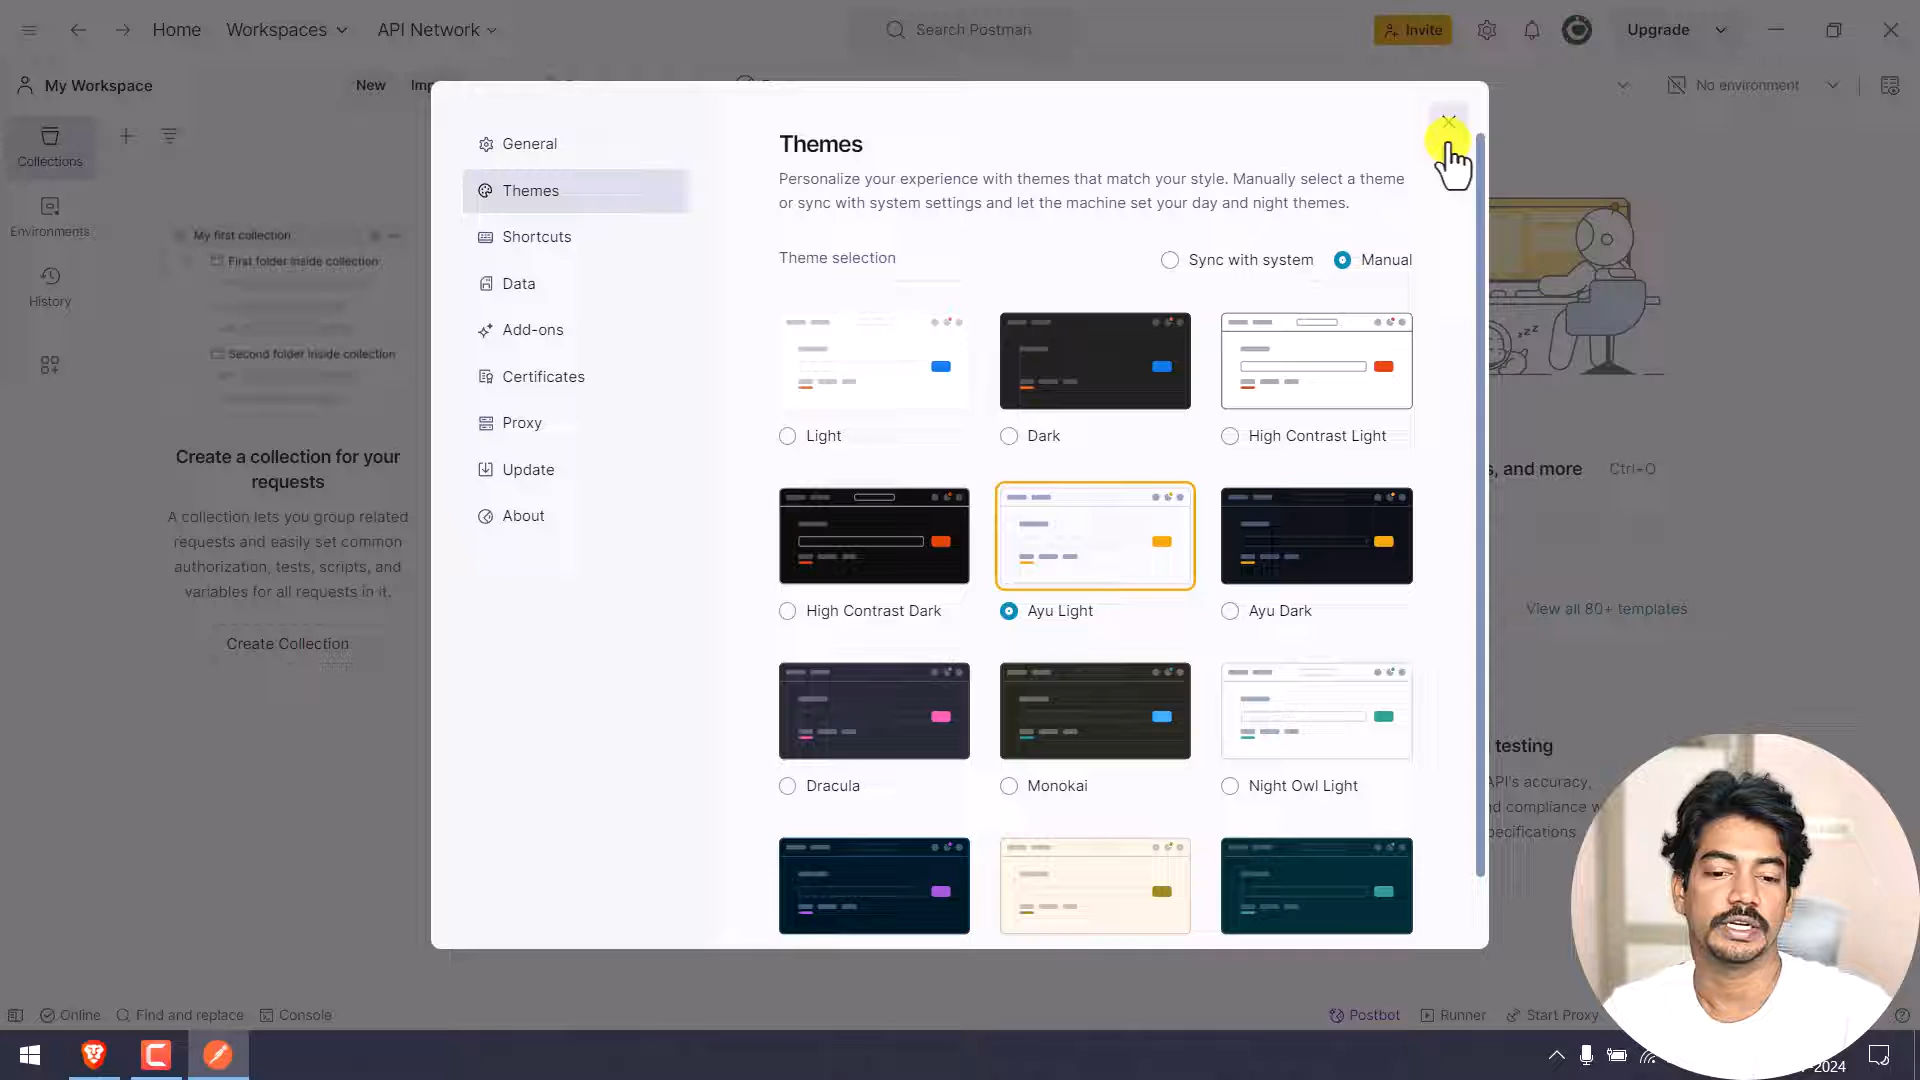 Home
Workspaces
API Network
Search Postman
Invite
Upgrade
My Workspace
New
Imp
No environment
Collections
Environments
History
My first collection
First folder inside collection
Second folder inside collection
Create a collection for your
requests
A collection lets you group related
requests and easily set common
authorization, tests, scripts, and
variables for all requests in it.
Create Collection
General
Themes
Shortcuts
Data
Add-ons
Certificates
Proxy
Update
About
Themes
Personalize your experience with themes that match your style. Manually select a theme
or sync with system settings and let the machine set your day and night themes.
Theme selection
Sync with system
Manual
Light
Dark
High Contrast Light
High Contrast Dark
Ayu Light
Ayu Dark
Dracula
Monokai
Night Owl Light
zzZ
s, and more
Ctrl+O
View all 80+ templates
testing
API's accuracy,
nd compliance w
pecifications
Online
Find and replace
Console
Postbot
Runner
Start Proxy
2024